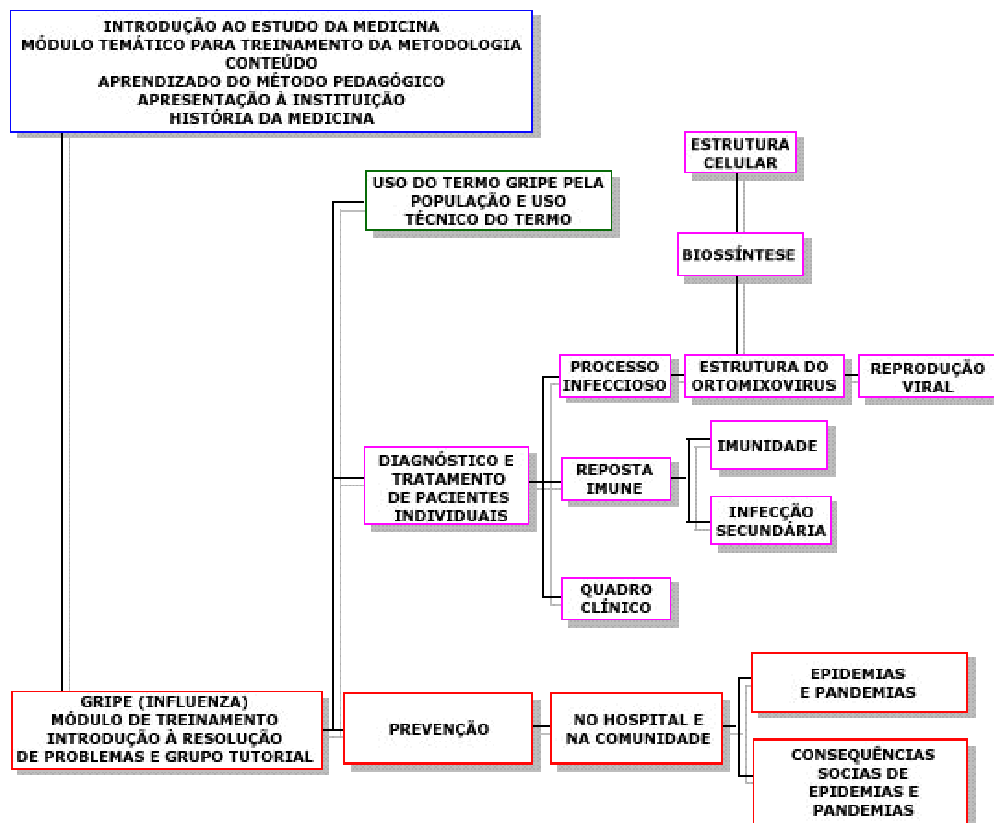 INTRODUÇÃO AO ESTUDO DA MEDICINA
MÓDULO TEMÁTICO PARA TREINAMENTO DA METODOLOGIA
CONTEÚDO
APRENDIZADO DO MÉTODO PEDAGÓGICO
APRESENTAÇÃO À INSTITUIÇÃO
HISTÓRIA DA MEDICINA
ESTRUTURA
CELULAR
USO DO TERMO GRIPE PELA
POPULAÇÃO E USO
TÉCNICO DO TERMO
BIOSSÍNTESE
PROCESSO
INFECCIOSO
ESTRUTURA DO
ORTOMIXOVIRUS
REPRODUÇÃO
VIRAL
DIAGNÓSTICO E
TRATAMENTO
DE PACIENTES
INDIVIDUAIS
REPOSTA
IMUNE
IMUNIDADE
INFECÇÃO
SECUNDÁRIA
QUADRO
CLÍNICO
GRIPE (INFLUENZA)
MÓDULO DE TREINAMENTO
INTRODUÇÃO À RESOLUÇÃO
DE PROBLEMAS E GRUPO TUTORIAL
PREVENÇÃO
NO HOSPITAL E
NA COMUNIDADE
EPIDEMIAS
E PANDEMIAS
CONSEQUÊNCIAS
SOCIAS DE
EPIDEMIAS E
PANDEMIAS